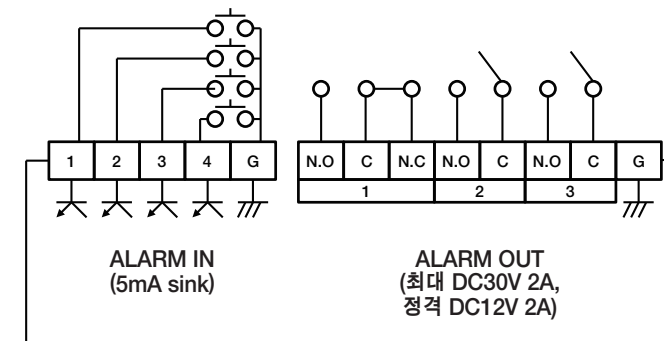 1 2 3 4 G
N.O C N.C N.O C N.O C G
1 2 3
ALARM IN
(5mA sink)
ALARM OUT
(최대 DC30V 2A,
정격 DC12V 2A)